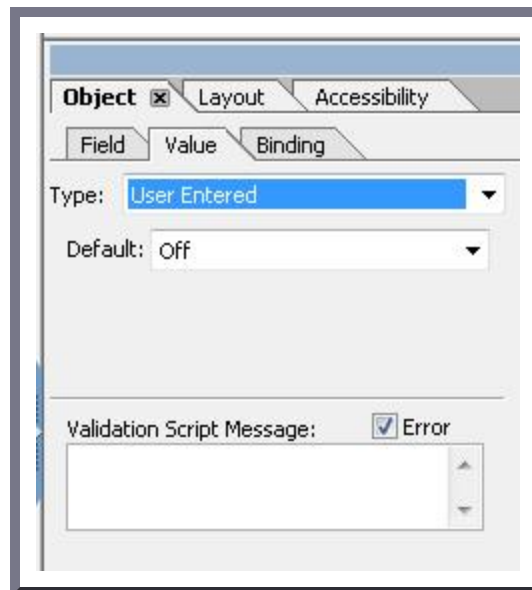 Object Layout Accessibility
Field Value Binding
Type: User Entered
Default: Off
Validation Script Message: Error